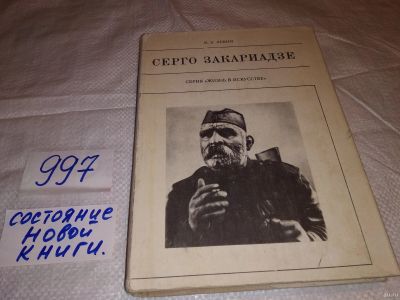 СЕРГО ЗАКАРИАДЗЕ
СЕРИЯ «ЖИЗНЬ В ИСКУССТВЕ»
997
СОСТОЯНИЕ
НОВОЙ
КНИГИ.